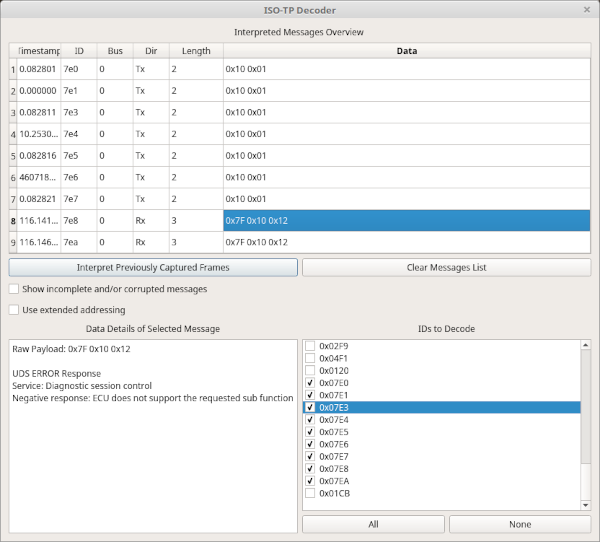 ISO-TP Decoder
Interpreted Messages Overview
Timestamp ID Bus Dir Length Data
1 0.082801 7e0 0 Tx 2 0x10 0x01
2 0.000000 7e1 0 Tx 2 0x10 0x01
3 0.082811 7e3 0 Tx 2 0x10 0x01
4 10.2530... 7e4 0 Tx 2 0x10 0x01
5 0.082816 7e5 0 Tx 2 0x10 0x01
6 460718... 7e6 0 Tx 2 0x10 0x01
7 0.082821 7e7 0 Tx 2 0x10 0x01
8 116.141... 7e8 0 Rx 3 0x7F 0x10 0x12
9 116.146... 7ea 0 Rx 3 0x7F 0x10 0x12
Interpret Previously Captured Frames
Clear Messages List
Show incomplete and/or corrupted messages
Use extended addressing
Data Details of Selected Message
Raw Payload: 0x7F 0x10 0x12
UDS ERROR Response
Service: Diagnostic session control
Negative response: ECU does not support the requested sub function
IDs to Decode
0x02F9
0x04F1
0x0120
0x07E0
0x07E1
0x07E3
0x07E4
0x07E5
0x07E6
0x07E7
0x07E8
0x07EA
0x01CB
All
None